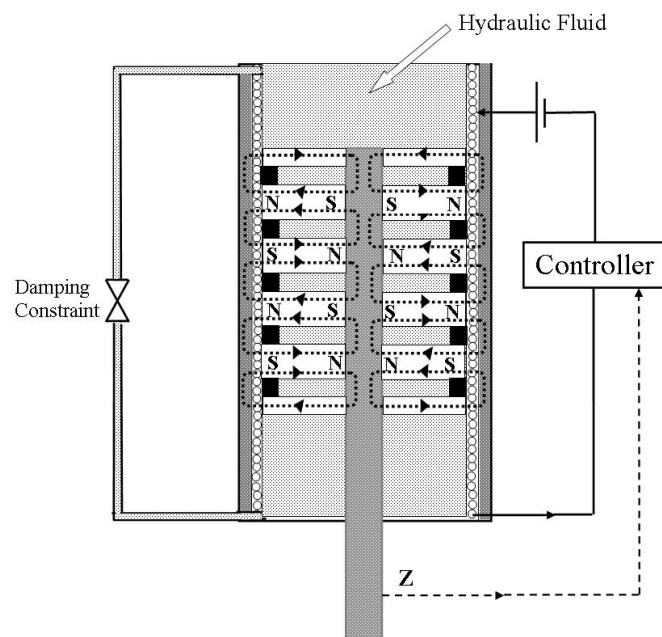 Hydraulic Fluid
N S S N
S N N S
N S S N
S N N S
Controller
Damping
Constraint
Z